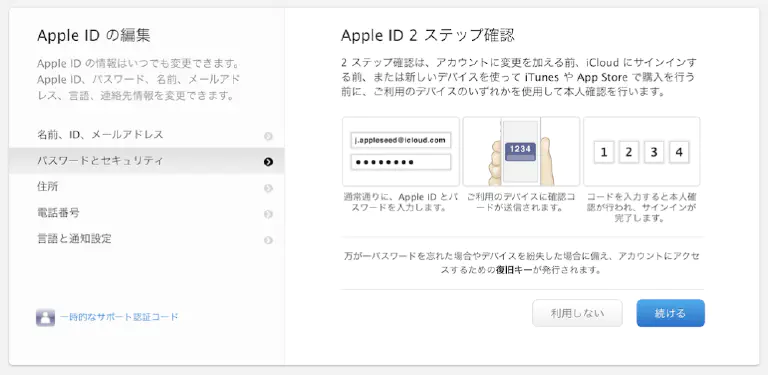 Apple ID の編集
Apple ID の情報はいつでも変更できます。
Apple ID、パスワード、名前、メールアド
レス、言語、連絡先情報を変更できます。
名前、ID、メールアドレス
パスワードとセキュリティ
住所
電話番号
言語と通知設定
一時的なサポート認証コード
Apple ID 2 ステップ確認
2 ステップ確認は、アカウントに変更を加える前、iCloud にサインイン
する前、または新しいデバイスを使って iTunes や App Store で購入を行う
前に、ご利用のデバイスのいずれかを使用して本人確認を行います。
j.appleseed@icloud.com
••••••••
1234
1 2 3 4
通常通りに、Apple ID とパ
スワードを入力します。
ご利用のデバイスに確認コ
ードが送信されます。
コードを入力すると本人確
認が行われ、サインインが
完了します。
万が一パスワードを忘れた場合やデバイスを紛失した場合に備え、アカウントにアクセ
スするための復旧キーが発行されます。
利用しない
続ける